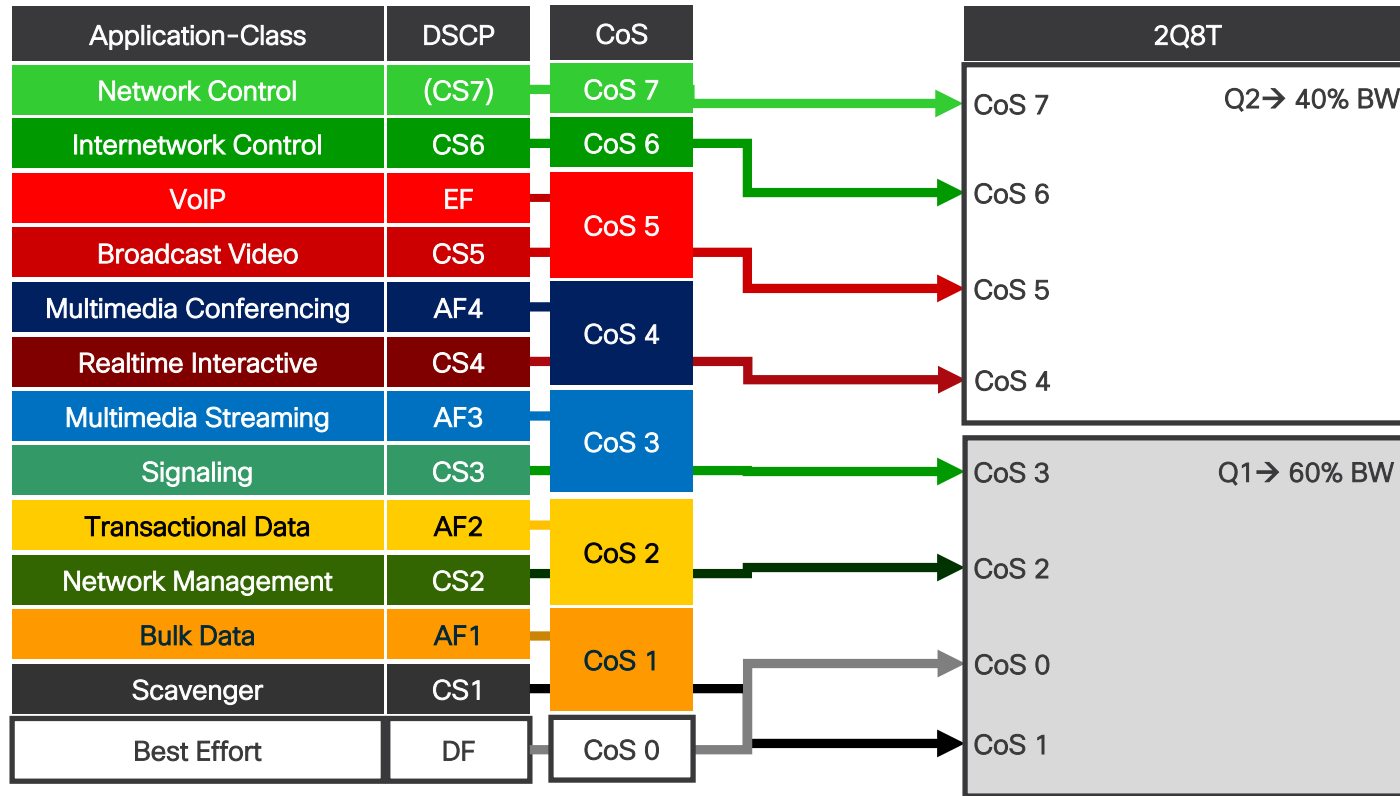 Application-Class DSCP CoS 2Q8T
Network Control (CS7) CoS 7 CoS 7 Q2→ 40% BW
Internetwork Control CS6 CoS 6 CoS 6
VoIP EF CoS 5
Broadcast Video CS5 CoS 5
Multimedia Conferencing AF4 CoS 4
Realtime Interactive CS4 CoS 4
Multimedia Streaming AF3 CoS 3
Signaling CS3 CoS 3 Q1→ 60% BW
Transactional Data AF2 CoS 2
Network Management CS2 CoS 2
Bulk Data AF1 CoS 1 CoS 0
Scavenger CS1
Best Effort DF CoS 0 CoS 1